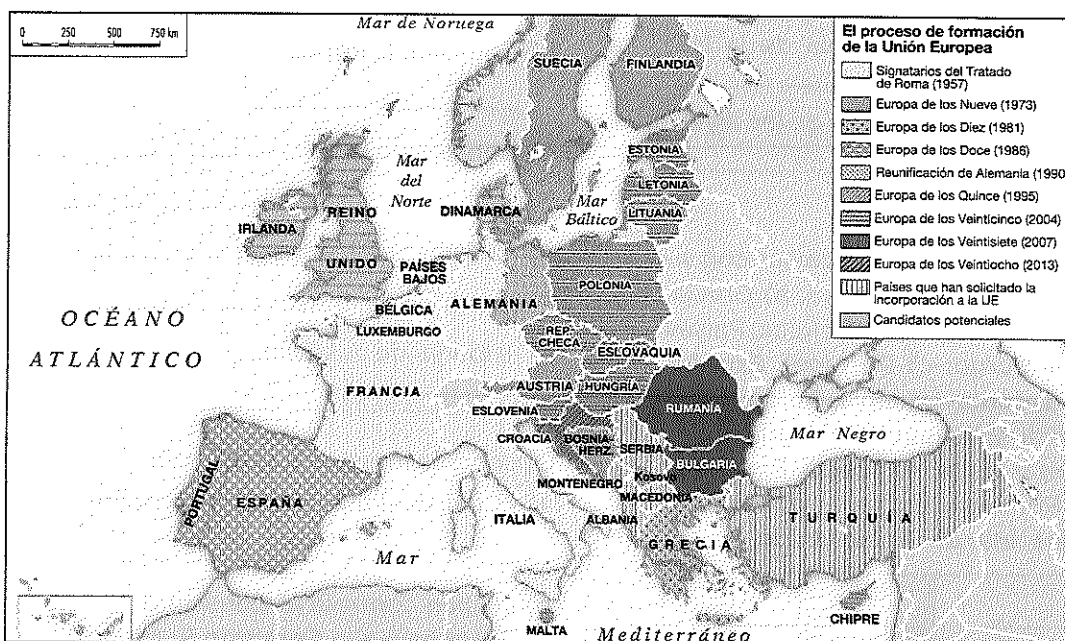 0 250 500 750 km
Mar de Noruega
El proceso de formación
de la Unión Europea
Signatarios del Tratado
de Roma (1957)
Europa de los Nueve (1973)
Europa de los Diez (1981)
Europa de los Doce (1986)
Reunificación de Alemania (1990)
Europa de los Quince (1995)
Europa de los Veinticinco (2004)
Europa de los Veintisiete (2007)
Europa de los Veintiocho (2013)
Países que han solicitado la
incorporación a la UE
Candidatos potenciales
SUECIA
FINLANDIA
ESTONIA
LETONIA
LITUANIA
Mar
del
Norte
Mar
Báltico
DINAMARCA
IRLANDA
REINO
UNIDO
PAÍSES
BAJOS
BÉLGICA
LUXEMBURGO
ALEMANIA
POLONIA
REP.
CHECA
ESLOVAQUIA
OCÉANO
ATLÁNTICO
FRANCIA
AUSTRIA
HUNGRÍA
ESLOVENIA
CROACIA
BOSNIA-
HERZ.
SERBIA
RUMANÍA
Mar Negro
BULGARIA
Kosovo
MONTENEGRO
MACEDONIA
PORTUGAL
ESPAÑA
ITALIA
ALBANIA
GRECIA
TURQUÍA
Mar
MALTA
Mediterráneo
CHIPRE